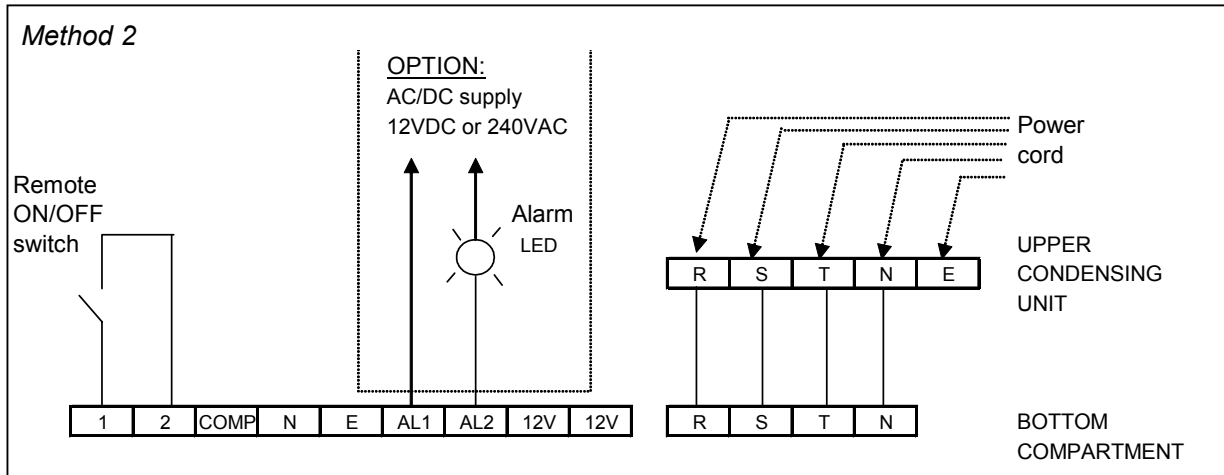 Method 2
OPTION:
AC/DC supply
12VDC or 240VAC
Remote
ON/OFF
switch
Alarm
LED
Power
cord
R S T N E
UPPER
CONDENSING
UNIT
1 2 COMP N E AL1 AL2 12V 12V
R S T N
BOTTOM
COMPARTMENT